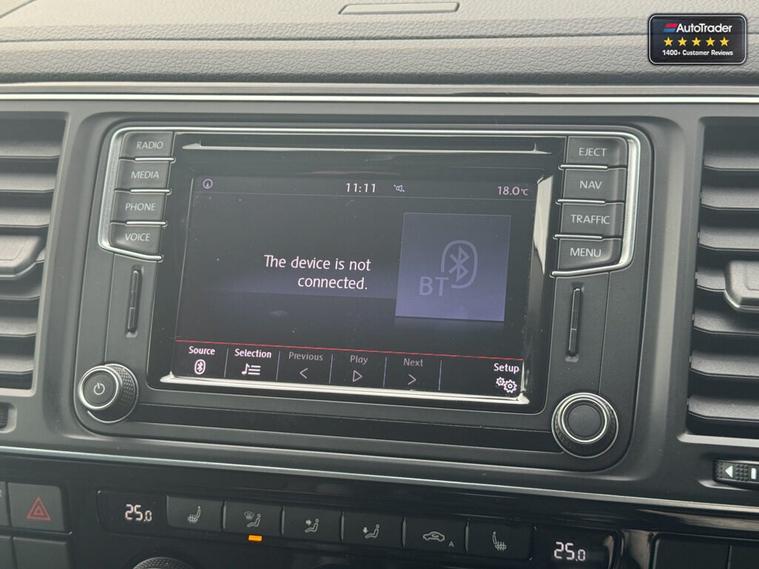 AutoTrader
1400+ Customer Reviews
RADIO
MEDIA
PHONE
VOICE
EJECT
NAV
TRAFFIC
MENU
11:11
18.0°C
The device is not
connected.
BT
Source
Selection
Previous
Play
Next
Setup
25.0
A
25.0